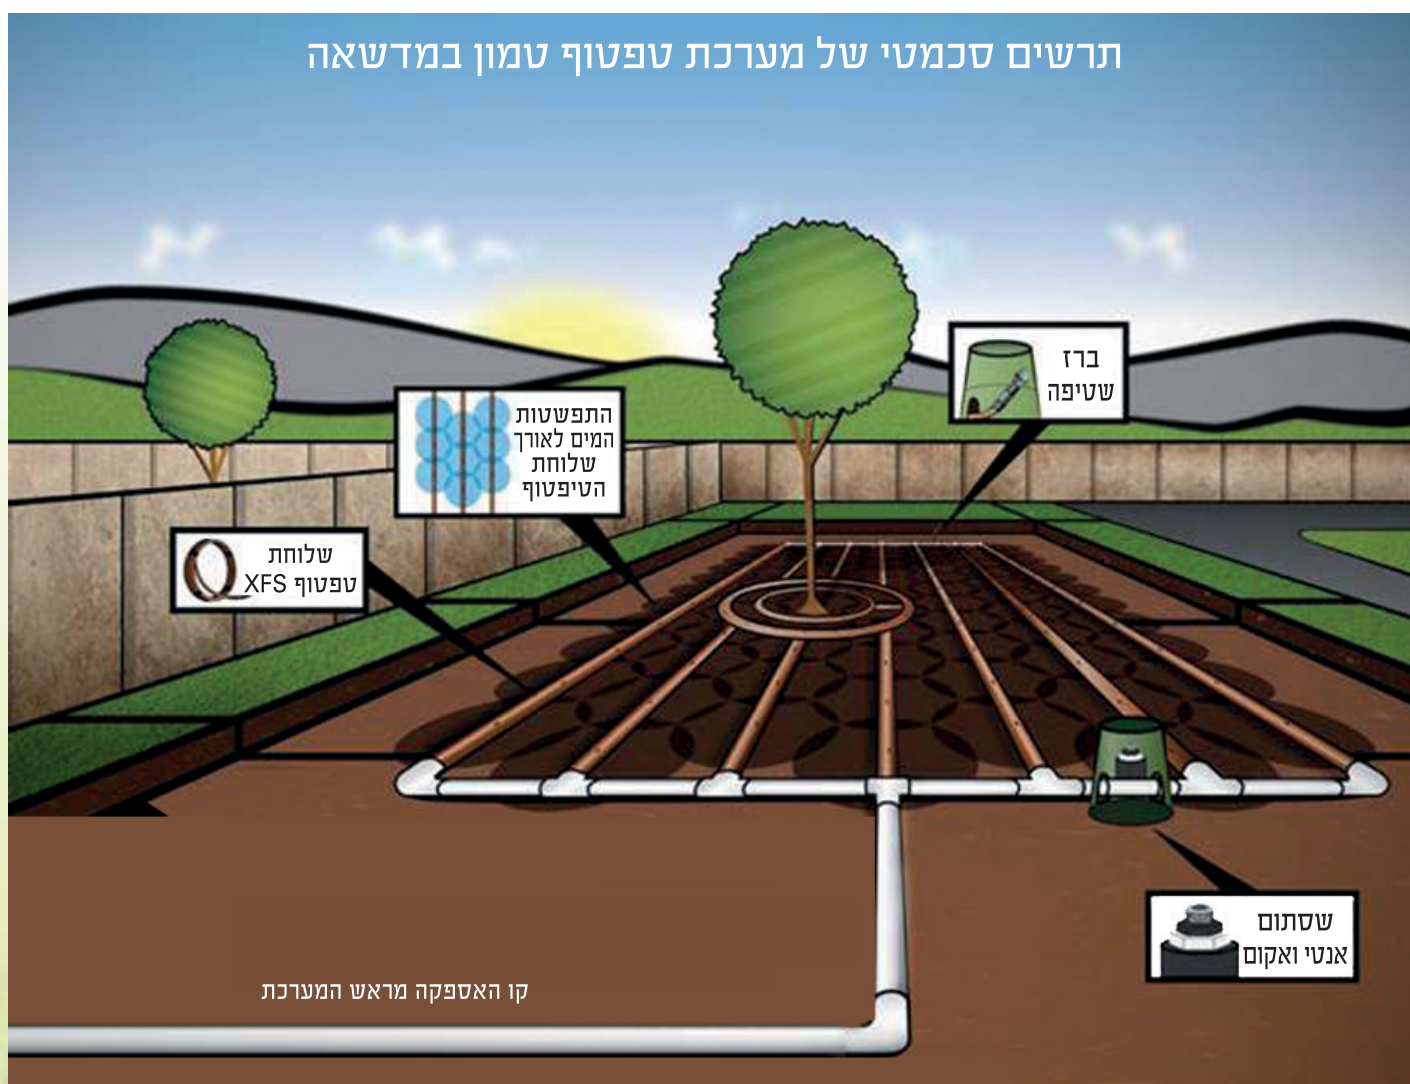 תרשים סכמטי של מערכת טפטוף טמון במדשאה
ברז
שטיפה
התפשטות
המים לאורך
שלוחת
הטיפטוף
שלוחת
טפטוף XFS
שסתום
אנטי ואקום
קו האספקה מראש המערכת